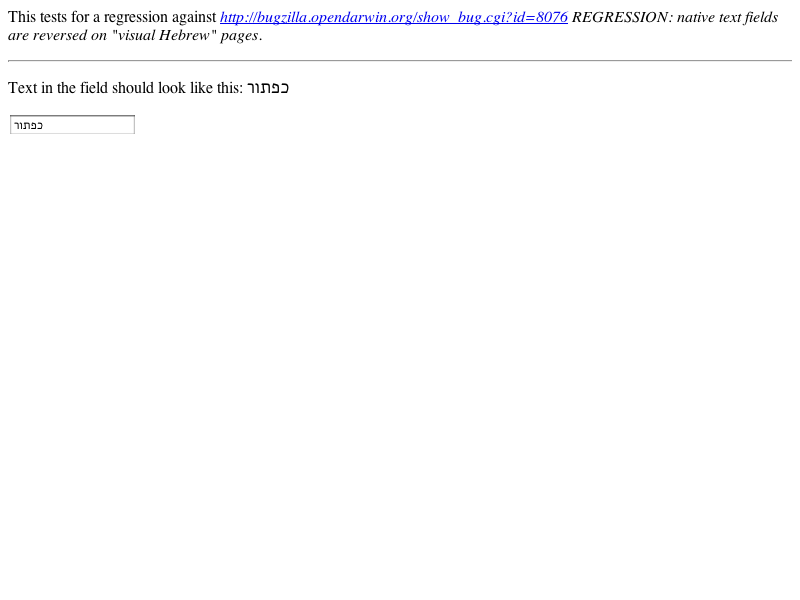 This tests for a regression against http://bugzilla.opendarwin.org/show_bug.cgi?id=8076 REGRESSION: native text fields
are reversed on "visual Hebrew" pages.
Text in the field should look like this: כפתור
כפתור